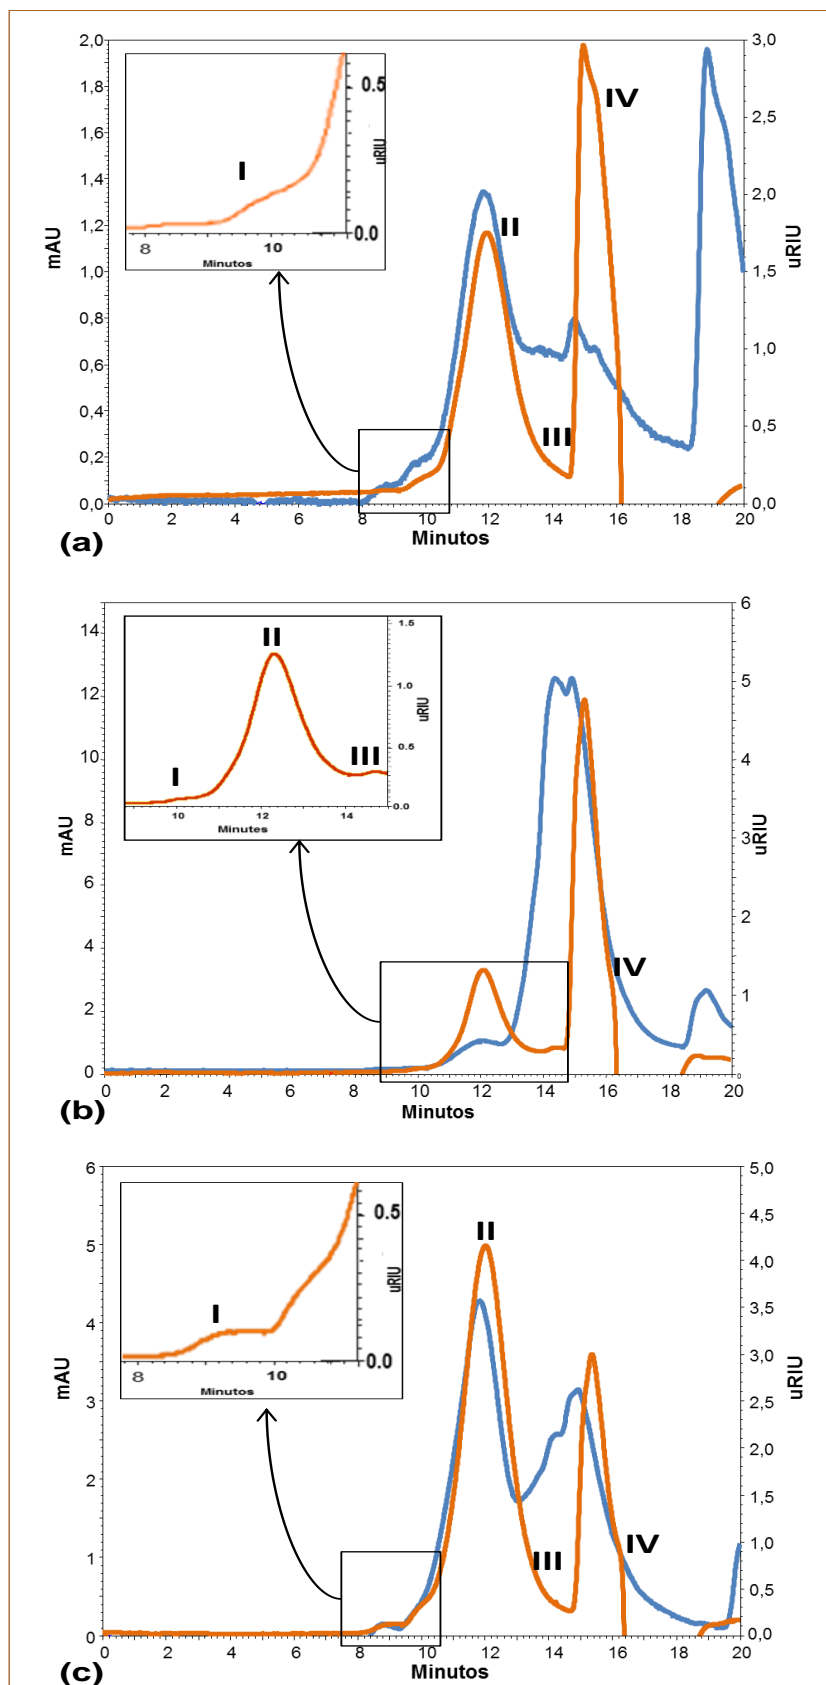 2,0
1,8
1,6
1,4
1,2
1,0
0,8
0,6
0,4
0,2
0,0
mAU
3,0
2,5
2,0
1,5
1,0
0,5
0,0
uRIU
0 2 4 6 8 10 12 14 16 18 20
Minutos
I
II
III
IV
0.5
0.0
uRIU
8 10
Minutos
(a)
14
12
10
8
6
4
2
0
mAU
6
5
4
3
2
1
0
uRIU
0 2 4 6 8 10 12 14 16 18 20
Minutos
I
II
III
IV
1.5
1.0
0.5
0.0
uRIU
10 12 14
Minutes
(b)
6
5
4
3
2
1
0
mAU
5,0
4,5
4,0
3,5
3,0
2,5
2,0
1,5
1,0
0,5
0,0
uRIU
0 2 4 6 8 10 12 14 16 18 20
Minutos
I
II
III
IV
0.5
0.0
uRIU
8 10
Minutos
(c)